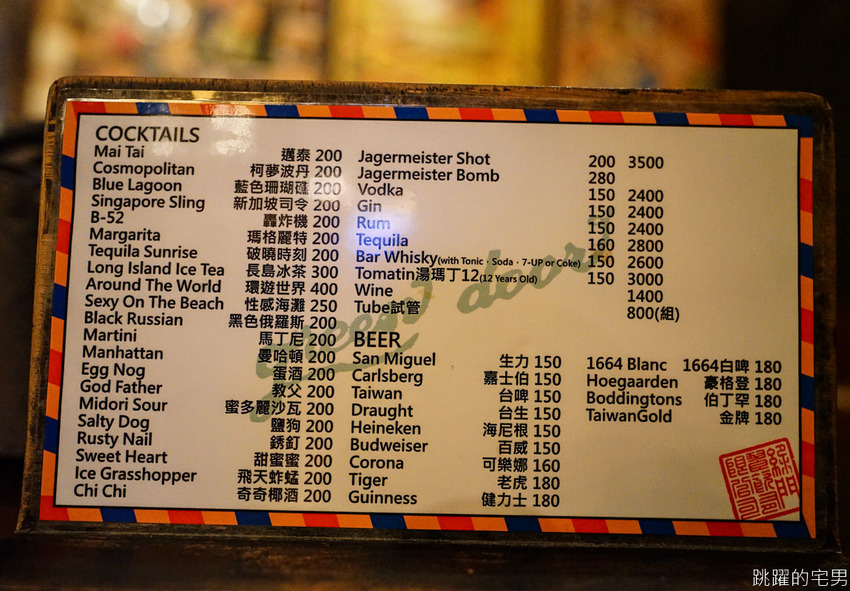 COCKTAILS
Mai Tai 邁泰 200
Cosmopolitan 柯夢波丹 200
Blue Lagoon 藍色珊瑚礁 200
Singapore Sling 新加坡司令 200
B-52 轟炸機 200
Margarita 瑪格麗特 200
Tequila Sunrise 破曉時刻 200
Long Island Ice Tea 長島冰茶 300
Around The World 環遊世界 400
Sexy On The Beach 性感海灘 250
Black Russian 黑色俄羅斯 200
Martini 馬丁尼 200
Manhattan 曼哈頓 200
Egg Nog 蛋酒 200
God Father 教父 200
Midori Sour 蜜多麗沙瓦 200
Salty Dog 鹽狗 200
Rusty Nail 銹釘 200
Sweet Heart 甜蜜蜜 200
Ice Grasshopper 飛天蚱蜢 200
Chi Chi 奇奇椰酒 200
Jagermeister Shot 200 3500
Jagermeister Bomb 280
Vodka 150 2400
Gin 150 2400
Rum 150 2400
Tequila 160 2800
Bar Whisky(with Tonic、Soda、7-UP or Coke) 150 2600
Tomatin湯瑪丁12(12 Years Old) 150 3000
Wine 1400
Tube試管 800(組)
green door
BEER
San Miguel 生力 150
Carlsberg 嘉士伯 150
Taiwan 台啤 150
Draught 台生 150
Heineken 海尼根 150
Budweiser 百威 150
Corona 可樂娜 160
Tiger 老虎 180
Guinness 健力士 180
1664 Blanc 1664白啤 180
Hoegaarden 豪格登 180
Boddingtons 伯丁罕 180
TaiwanGold 金牌 180
跳躍的宅男